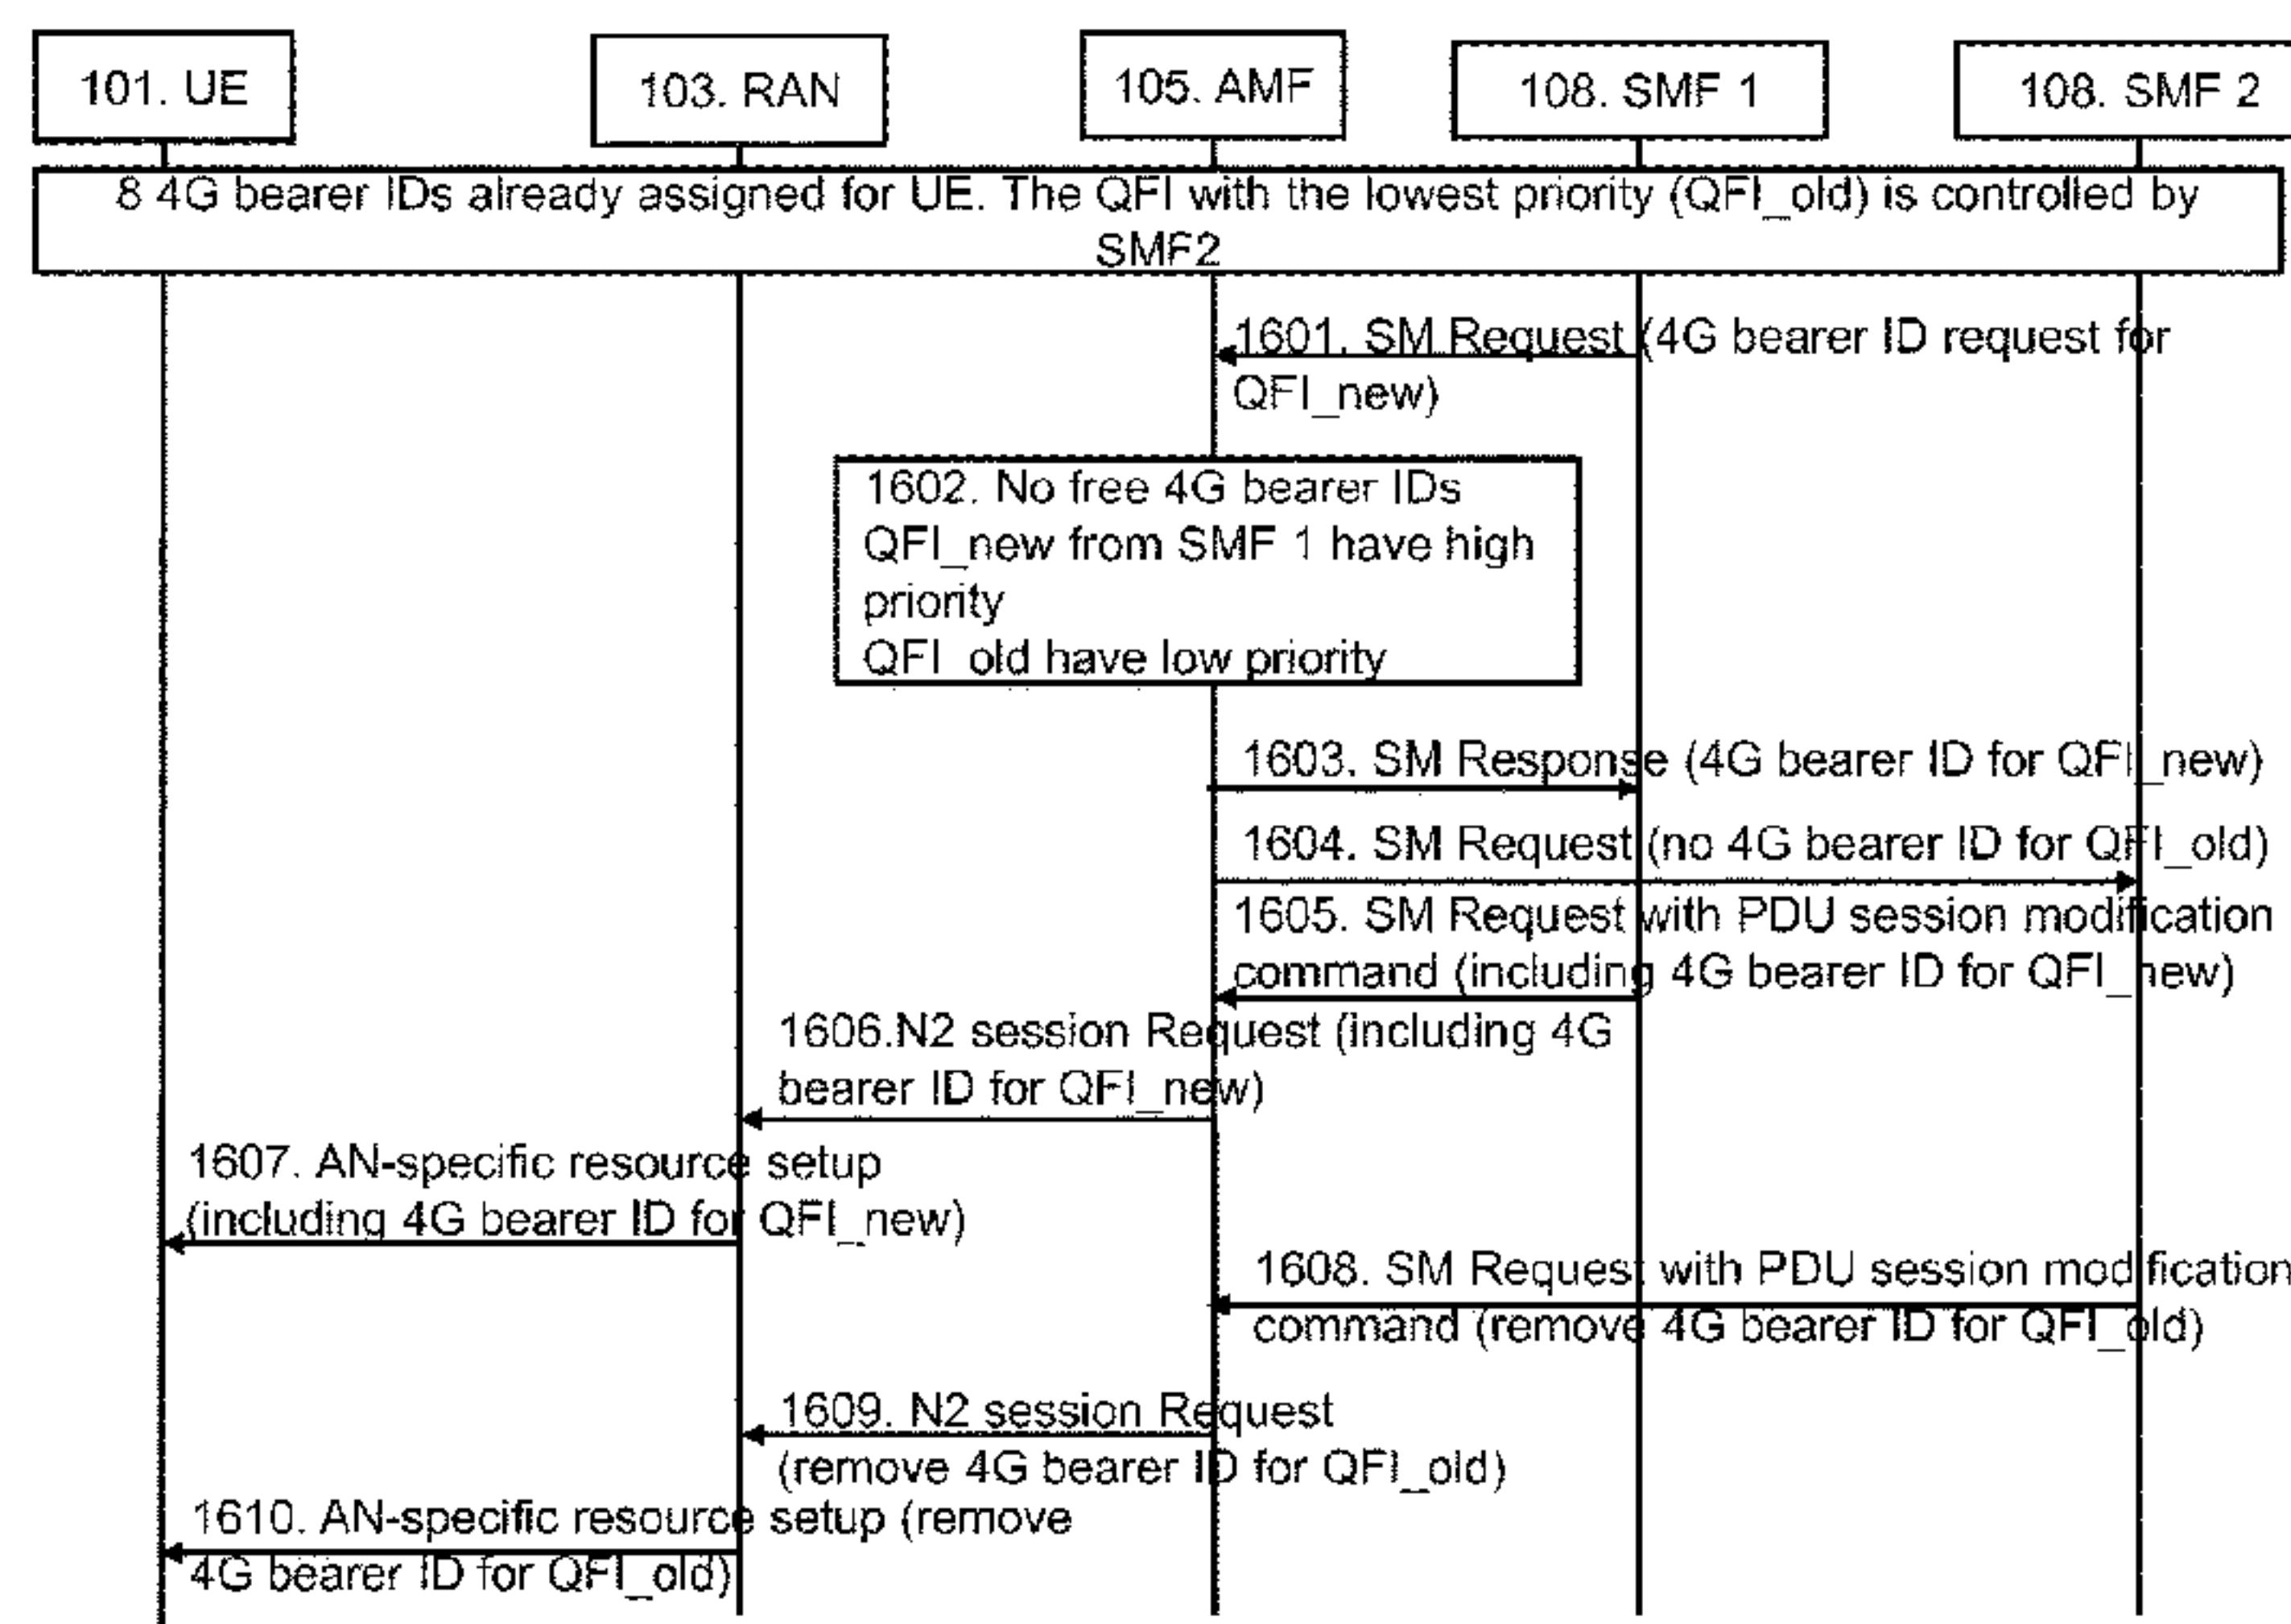 101. UE
103. RAN
105. AMF
108. SMF 1
108. SMF 2
8 4G bearer IDs already assigned for UE. The QFI with the lowest priority (QFI_old) is controlled by
SMF2
1601. SM Request (4G bearer ID request for
QFI_new)
1602. No free 4G bearer IDs
QFI_new from SMF 1 have high
priority
QFI_old have low priority
1603. SM Response (4G bearer ID for QFI_new)
1604. SM Request (no 4G bearer ID for QFI_old)
1605. SM Request with PDU session modification
command (including 4G bearer ID for QFI_new)
1606.N2 session Request (including 4G
bearer ID for QFI_new)
1607. AN-specific resource setup
(including 4G bearer ID for QFI_new)
1608. SM Request with PDU session modification
command (remove 4G bearer ID for QFI_old)
1609. N2 session Request
(remove 4G bearer ID for QFI_old)
1610. AN-specific resource setup (remove
4G bearer ID for QFI_old)